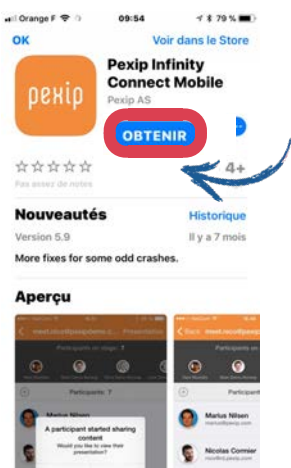 Orange F 09:54 79 %
OK Voir dans le Store
pexip
Pexip Infinity
Connect Mobile
Pexip AS
OBTENIR
4+
Pas assez de notes
Nouveautés Historique
Version 5.9 Il y a 7 mois
More fixes for some odd crashes.
Aperçu
Participants: 7
Marius Nilsen
A participant started sharing
content
Would you like to view their
presentation?
Marius Nilsen
Nicolas Cormier